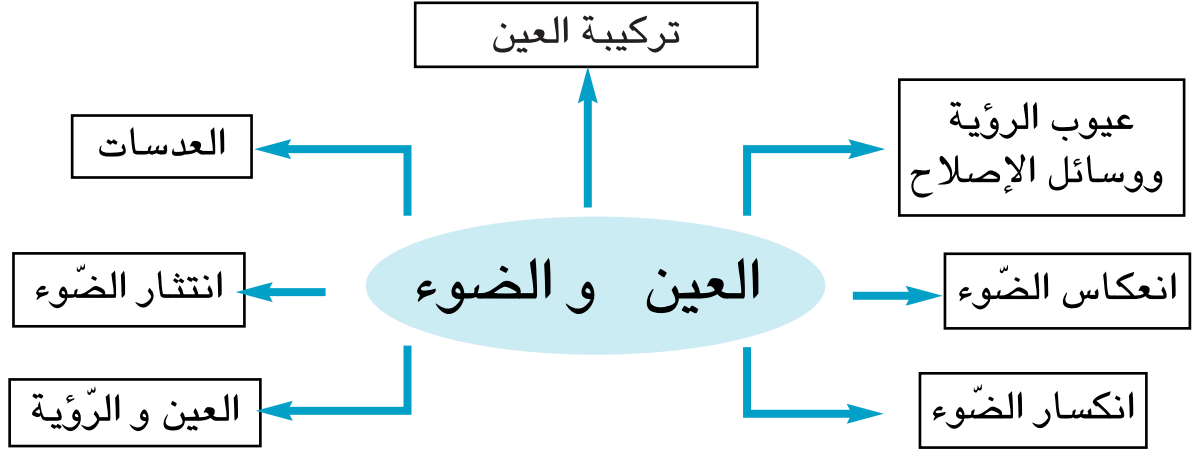 تركيبة العين
عيوب الرؤية
ووسائل الإصلاح
العدسات
انعكاس الضّوء
العين و الضوء
انتثار الضّوء
انكسار الضّوء
العين و الرّؤية